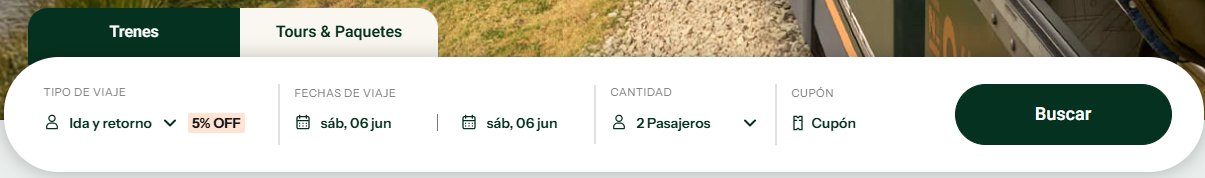 Trenes
Tours & Paquetes
TIPO DE VIAJE
Ida y retorno
5% OFF
FECHAS DE VIAJE
sáb, 06 jun
sáb, 06 jun
CANTIDAD
2 Pasajeros
CUPÓN
Cupón
Buscar